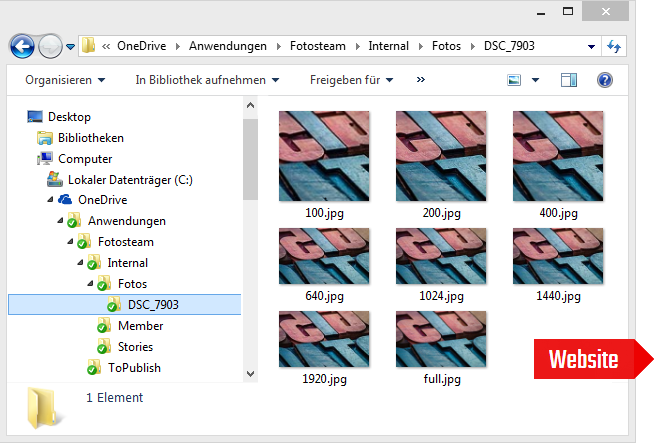 « OneDrive ▸ Anwendungen ▸ Fotosteam ▸ Internal ▸ Fotos ▸ DSC_7903
Organisieren In Bibliothek aufnehmen Freigeben für »
Desktop
Bibliotheken
Computer
Lokaler Datenträger (C:)
OneDrive
Anwendungen
Fotosteam
Internal
Fotos
DSC_7903
Member
Stories
ToPublish
100.jpg 200.jpg 400.jpg
640.jpg 1024.jpg 1440.jpg
1920.jpg full.jpg
Website
1 Element